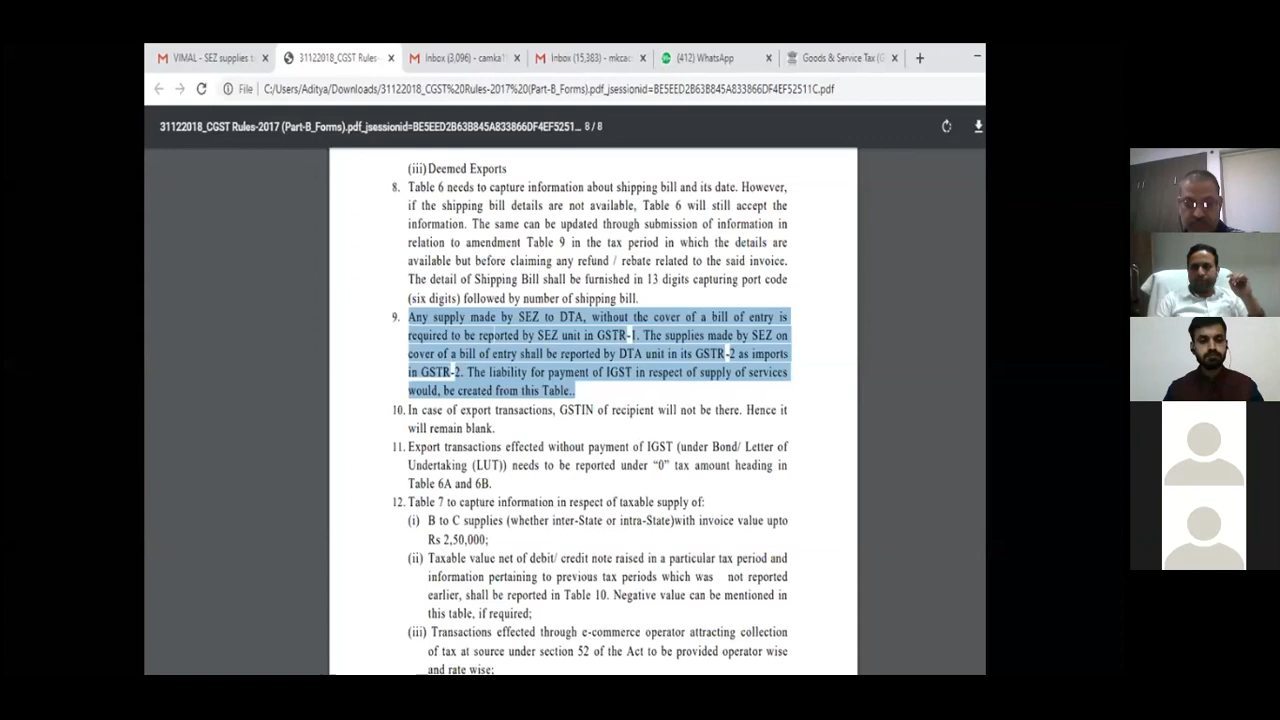 VIMAL - SEZ supplies t
31122018_CGST Rules-
Inbox (3,096) - camka1
Inbox (15,383) - mkcac
(412) WhatsApp
Goods & Service Tax (G
File
C:/Users/Aditya/Downloads/31122018_CGST%20Rules-2017%20(Part-B_Forms).pdf_jsessionid=BE5EED2B63B845A833866DF4EF52511C.pdf
31122018_CGST Rules-2017 (Part-B_Forms).pdf_jsessionid=BE5EED2B63B845A833866DF4EF5251... 8 / 8
(iii) Deemed Exports
8. Table 6 needs to capture information about shipping bill and its date. However,
if the shipping bill details are not available, Table 6 will still accept the
information. The same can be updated through submission of information in
relation to amendment Table 9 in the tax period in which the details are
available but before claiming any refund / rebate related to the said invoice.
The detail of Shipping Bill shall be furnished in 13 digits capturing port code
(six digits) followed by number of shipping bill.
9. Any supply made by SEZ to DTA, without the cover of a bill of entry is
required to be reported by SEZ unit in GSTR-1. The supplies made by SEZ on
cover of a bill of entry shall be reported by DTA unit in its GSTR-2 as imports
in GSTR-2. The liability for payment of IGST in respect of supply of services
would, be created from this Table..
10. In case of export transactions, GSTIN of recipient will not be there. Hence it
will remain blank.
11. Export transactions effected without payment of IGST (under Bond/ Letter of
Undertaking (LUT)) needs to be reported under “0” tax amount heading in
Table 6A and 6B.
12. Table 7 to capture information in respect of taxable supply of:
(i) B to C supplies (whether inter-State or intra-State)with invoice value upto
Rs 2,50,000;
(ii) Taxable value net of debit/ credit note raised in a particular tax period and
information pertaining to previous tax periods which was not reported
earlier, shall be reported in Table 10. Negative value can be mentioned in
this table, if required;
(iii) Transactions effected through e-commerce operator attracting collection
of tax at source under section 52 of the Act to be provided operator wise
and rate wise;